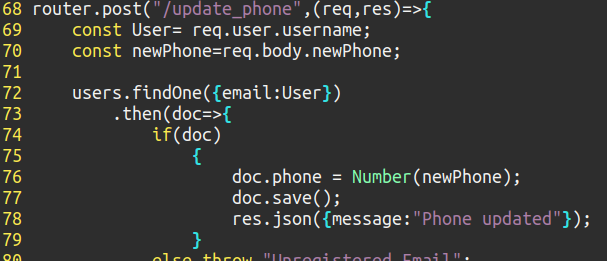 68 router.post("/update_phone",(req,res)=>{
69     const User= req.user.username;
70     const newPhone=req.body.newPhone;
71
72     users.findOne({email:User})
73         .then(doc=>{
74             if(doc)
75                 {
76                     doc.phone = Number(newPhone);
77                     doc.save();
78                     res.json({message:"Phone updated"});
79                 }
80             else throw "Unregistered Email";